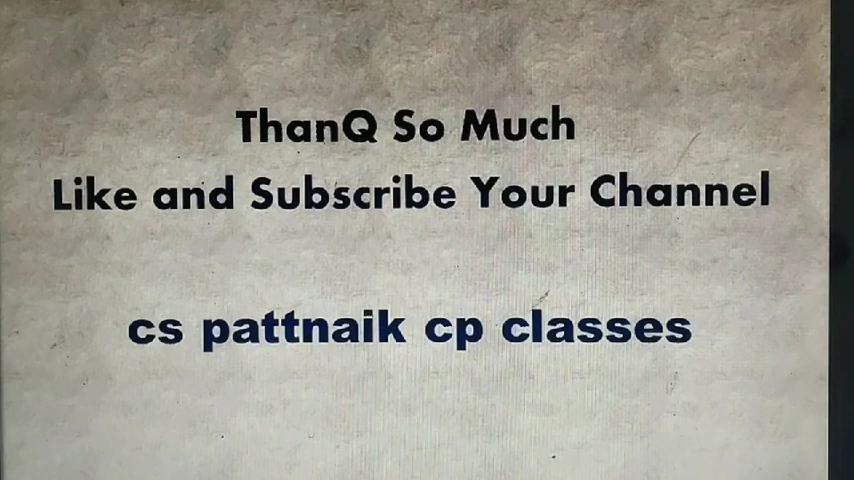 ThanQ So Much
Like and Subscribe Your Channel
cs pattnaik cp classes